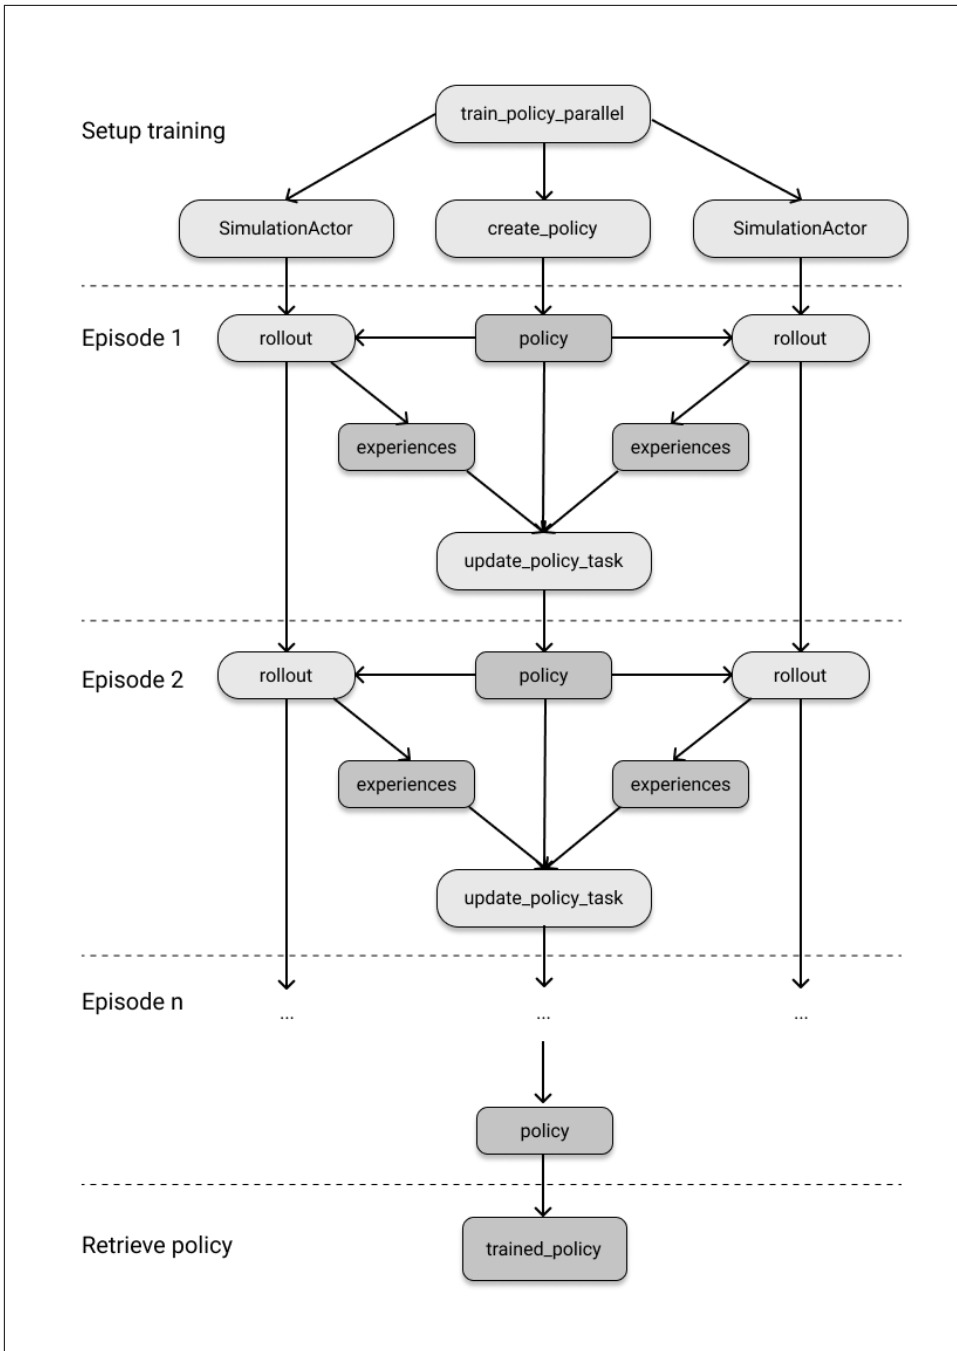 train_policy_parallel
Setup training
SimulationActor
create_policy
SimulationActor
Episode 1
rollout
policy
rollout
experiences
experiences
update_policy_task
Episode 2
rollout
policy
rollout
experiences
experiences
update_policy_task
Episode n
...
...
...
policy
Retrieve policy
trained_policy